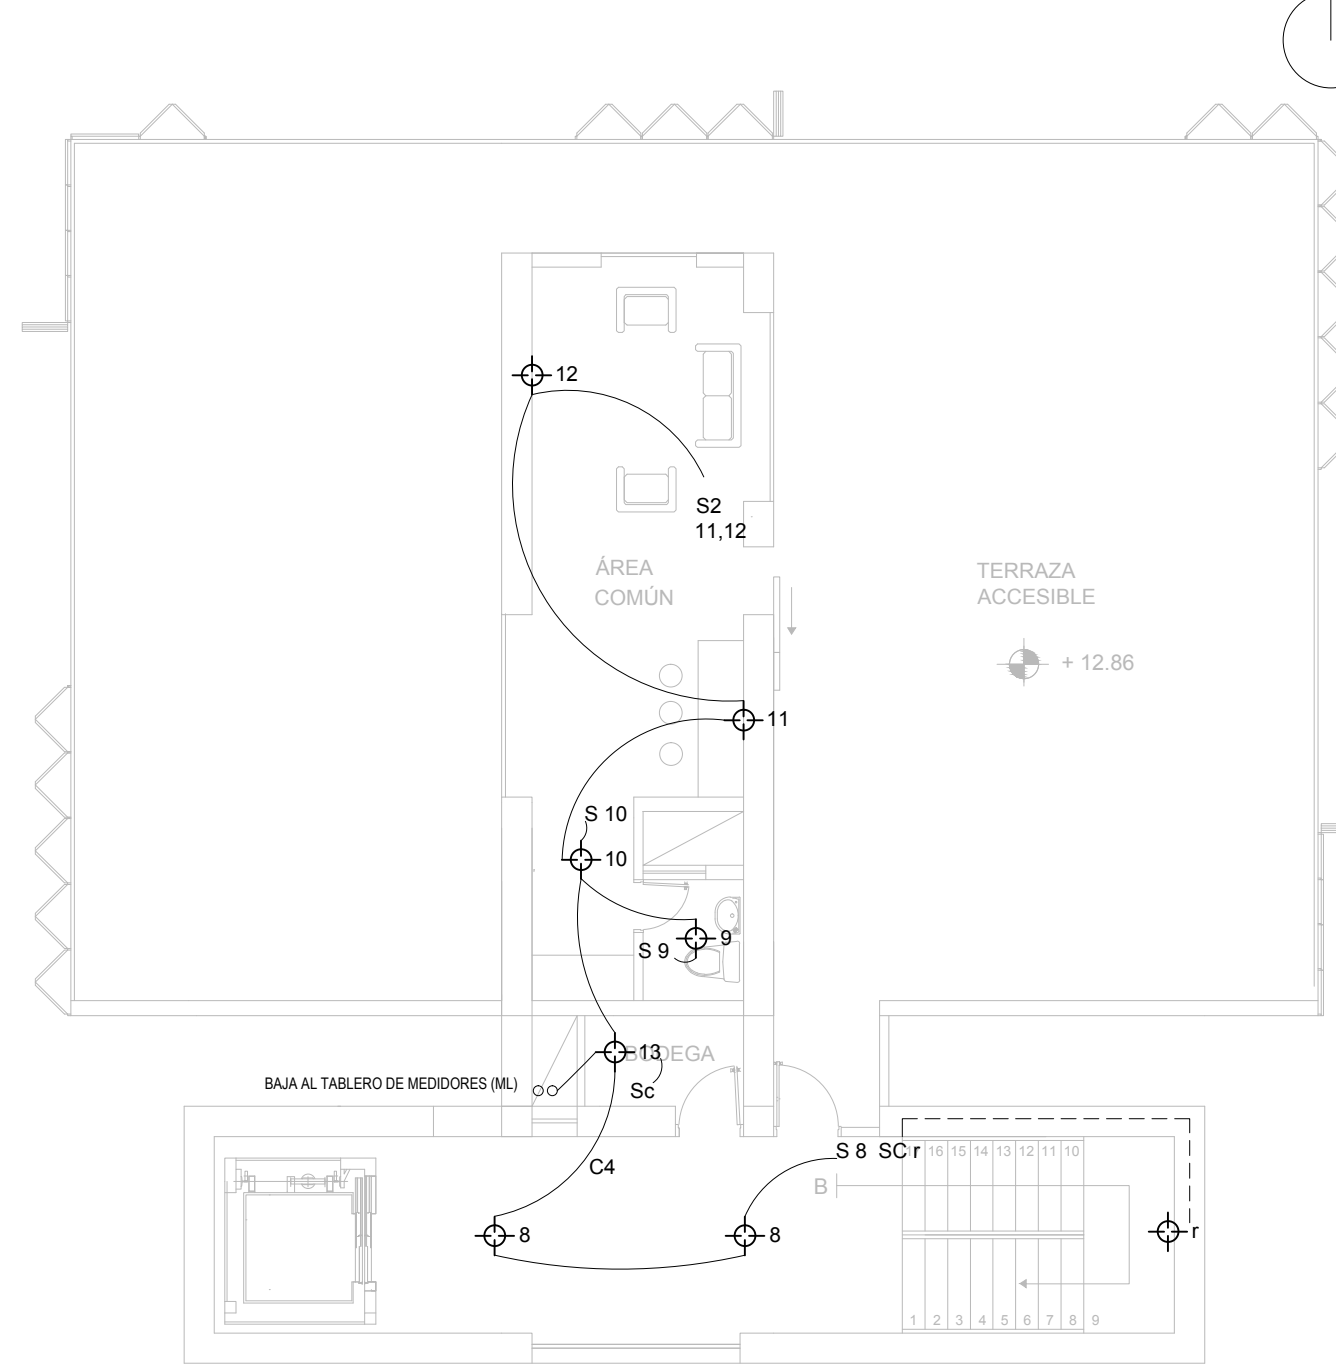 12
S2
11,12
ÁREA
COMÚN
TERRAZA
ACCESIBLE
+ 12.86
11
S 10
10
9
S 9
13
BODEGA
BAJA AL TABLERO DE MEDIDORES (ML)
Sc
S 8 SC r
16 15 14 13 12 11 10
C4
B
8
8
r
1 2 3 4 5 6 7 8 9